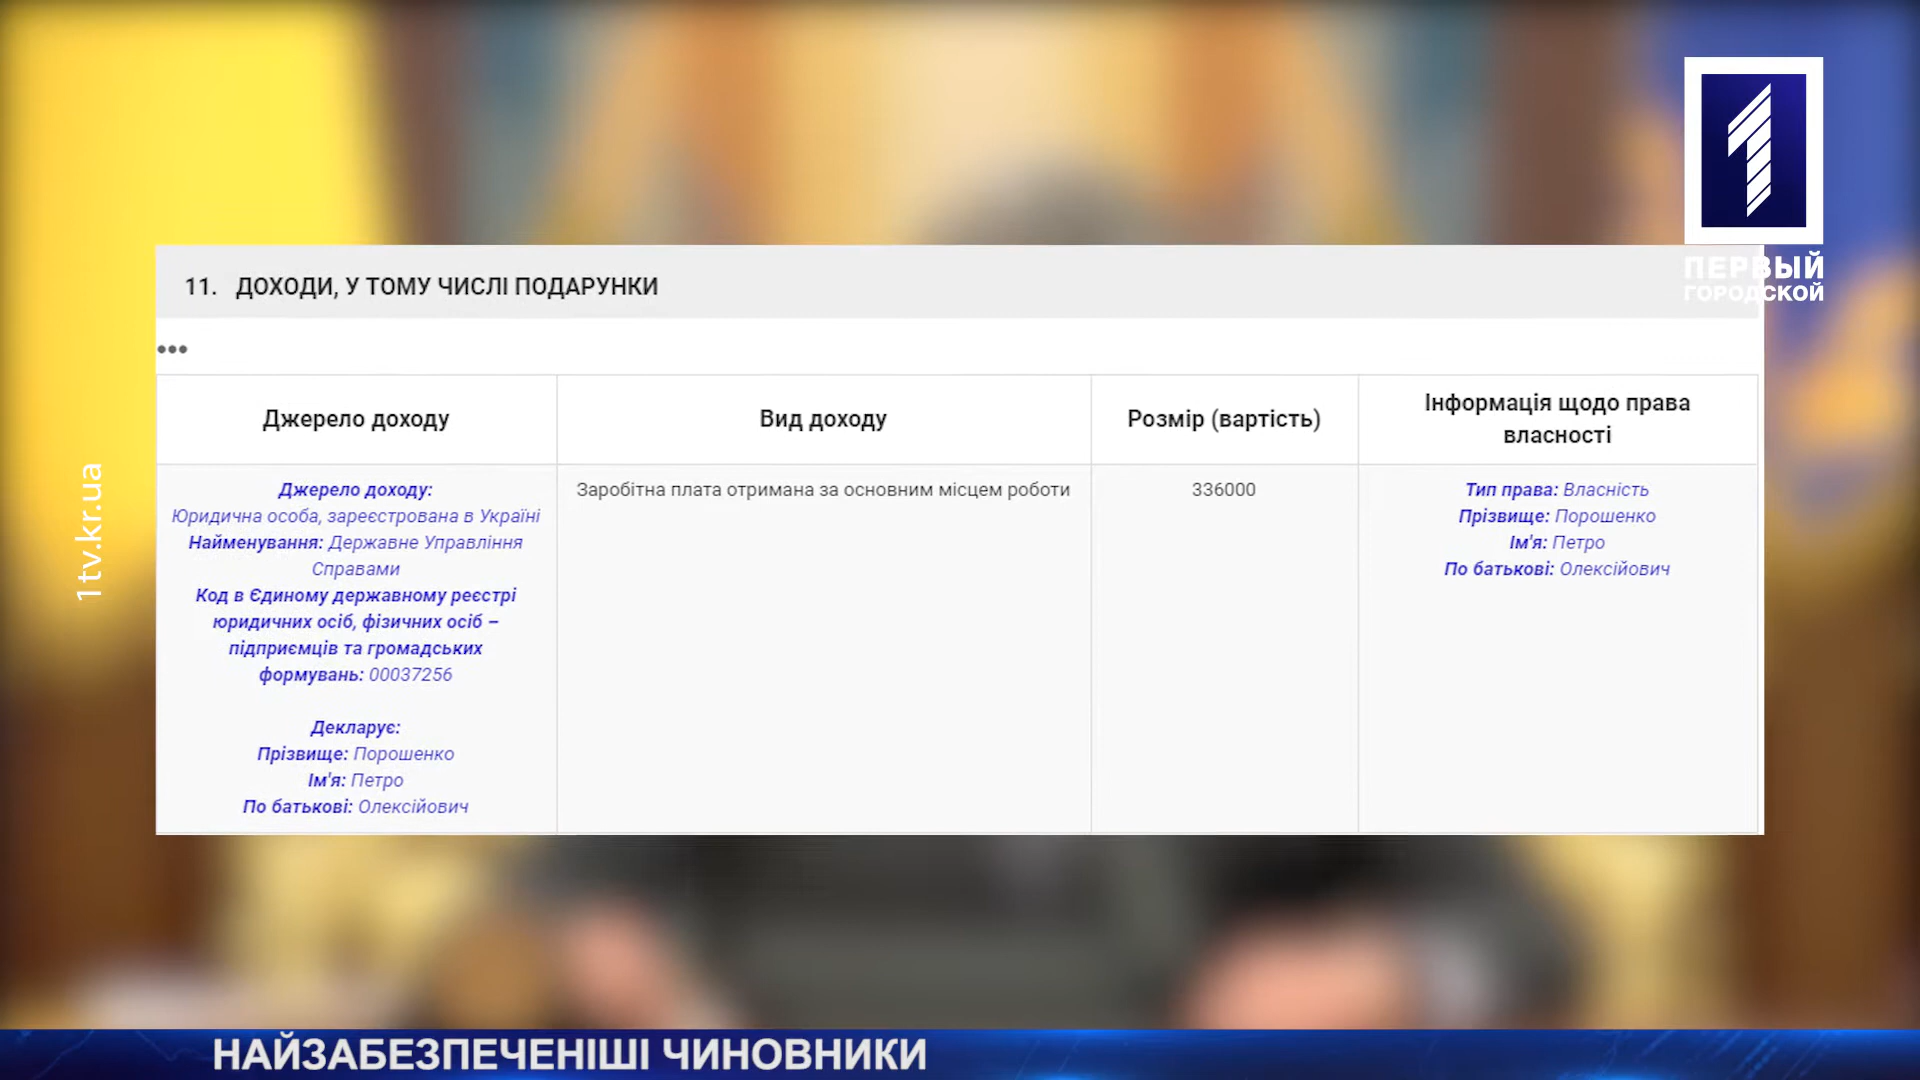 ПЕРВЫЙ
ГОРОДСКОЙ
11. ДОХОДИ, У ТОМУ ЧИСЛІ ПОДАРУНКИ
•••
Джерело доходу
Вид доходу
Розмір (вартість)
Інформація щодо права
власності
Джерело доходу:
Юридична особа, зареєстрована в Україні
Найменування: Державне Управління
Справами
Код в Єдиному державному реєстрі
юридичних осіб, фізичних осіб –
підприємців та громадських
формувань: 00037256
Декларує:
Прізвище: Порошенко
Ім'я: Петро
По батькові: Олексійович
Заробітна плата отримана за основним місцем роботи
336000
Тип права: Власність
Прізвище: Порошенко
Ім'я: Петро
По батькові: Олексійович
1tv.kr.ua
НАЙЗАБЕЗПЕЧЕНІШІ ЧИНОВНИКИ